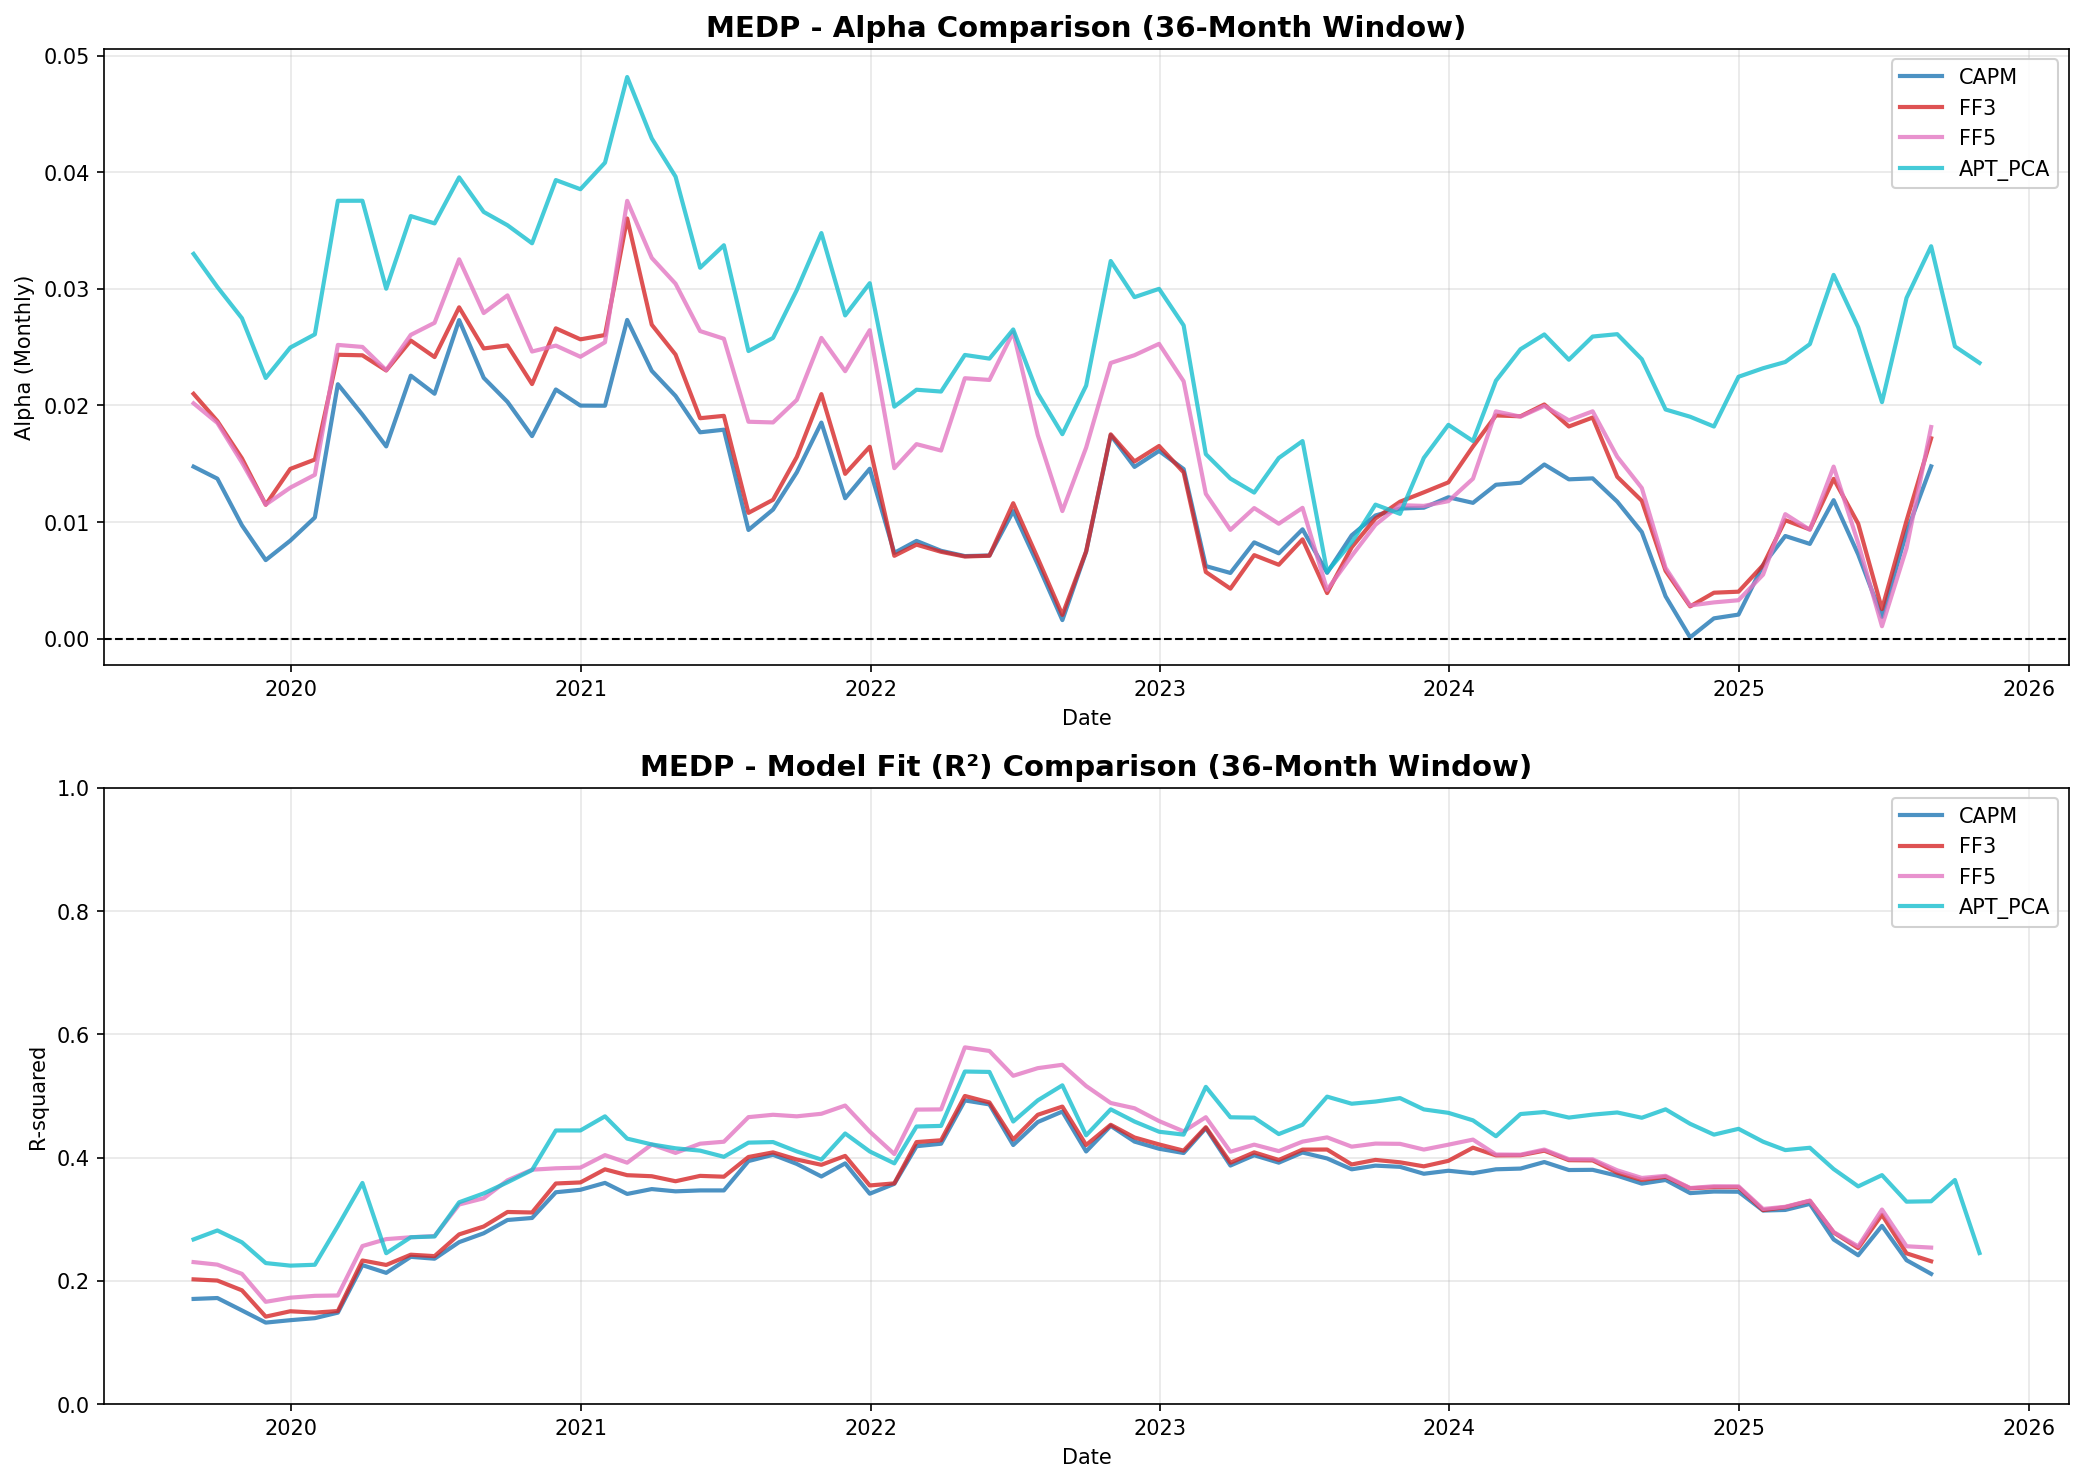 MEDP - Alpha Comparison (36-Month Window)
0.05
0.04
0.03
0.02
0.01
0.00
Alpha (Monthly)
CAPM
FF3
FF5
APT_PCA
2020 2021 2022 2023 2024 2025 2026
Date
MEDP - Model Fit (R²) Comparison (36-Month Window)
1.0
0.8
0.6
0.4
0.2
0.0
R-squared
CAPM
FF3
FF5
APT_PCA
2020 2021 2022 2023 2024 2025 2026
Date